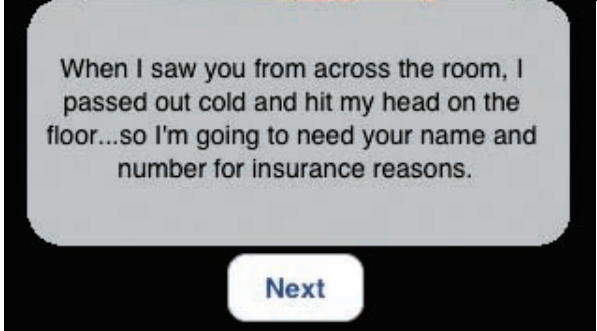 When I saw you from across the room, I
passed out cold and hit my head on the
floor...so I'm going to need your name and
number for insurance reasons.
Next